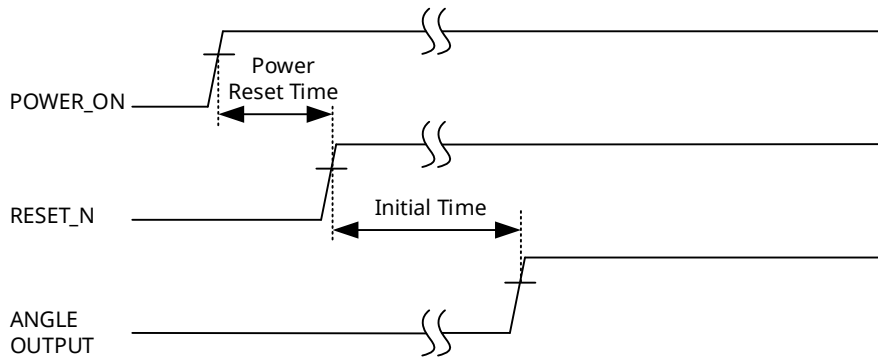 Power
Reset Time
POWER_ON
Initial Time
RESET_N
ANGLE
OUTPUT